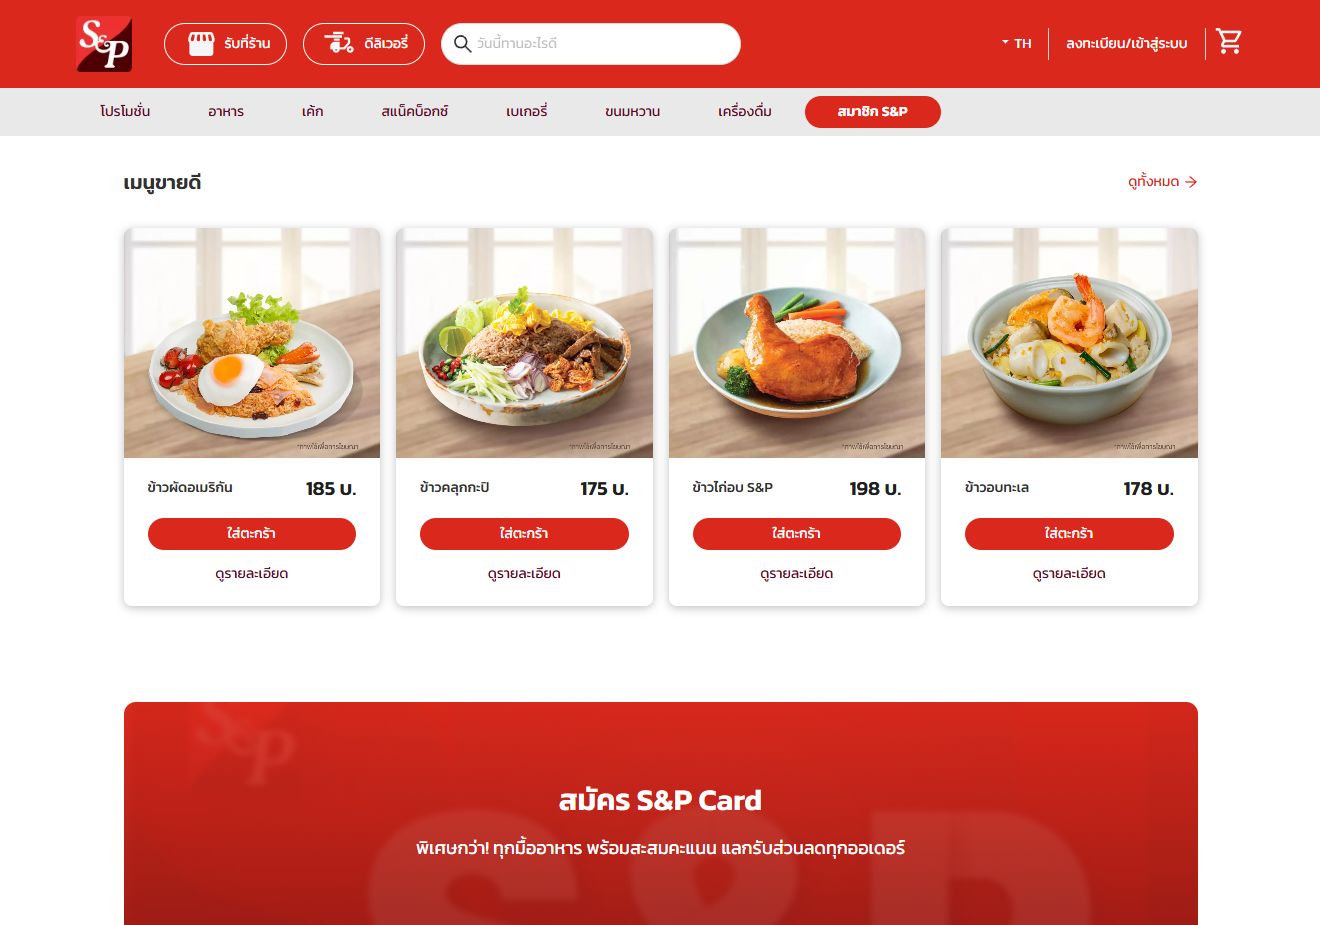 S&P
รับที่ร้าน
ดีลิเวอรี่
วันนี้ทานอะไรดี
TH
ลงทะเบียน/เข้าสู่ระบบ
โปรโมชั่น
อาหาร
เค้ก
สแน็คบ็อกซ์
เบเกอรี่
ขนมหวาน
เครื่องดื่ม
สมาชิก S&P
เมนูขายดี
ดูทั้งหมด
*ภาพใช้เพื่อการโฆษณา
*ภาพใช้เพื่อการโฆษณา
*ภาพใช้เพื่อการโฆษณา
*ภาพใช้เพื่อการโฆษณา
ข้าวผัดอเมริกัน 185 บ.
ใส่ตะกร้า
ดูรายละเอียด
ข้าวคลุกกะปิ 175 บ.
ใส่ตะกร้า
ดูรายละเอียด
ข้าวไก่อบ S&P 198 บ.
ใส่ตะกร้า
ดูรายละเอียด
ข้าวอบทะเล 178 บ.
ใส่ตะกร้า
ดูรายละเอียด
S&P
สมัคร S&P Card
พิเศษกว่า! ทุกมื้ออาหาร พร้อมสะสมคะแนน แลกรับส่วนลดทุกออเดอร์